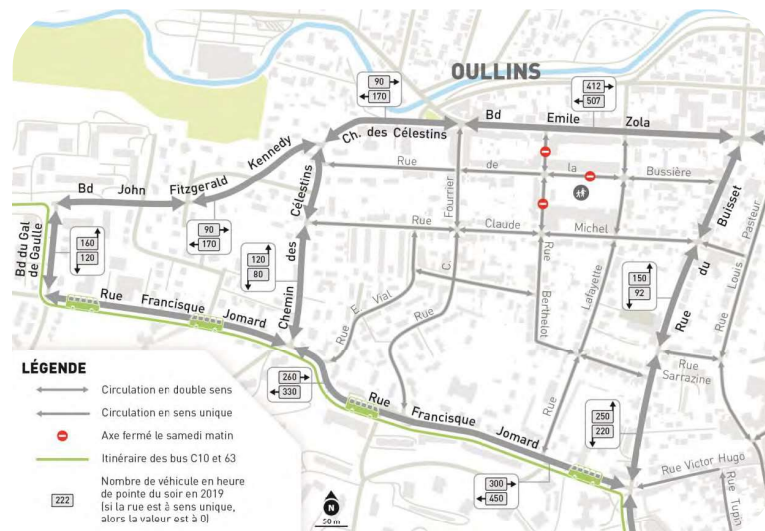 OULLINS
90
170
412
507
Bd Emile Zola
Ch. des Célestins
Bd John Fitzgerald Kennedy
Rue de la Bussière
Chemin des Célestins
Rue Claude Michel
Rue C. Fourrier
Rue du Buisset
Rue Louis Pasteur
Bd du Gal
de Gaulle
160
120
90
170
120
80
150
92
Rue E Vial
Rue Berthelot
Rue Lafayette
Rue Francisque Jomard
Rue
Sarrazine
260
330
250
220
Rue Francisque Jomard
300
450
Rue Victor Hugo
Rue Tupin
LÉGENDE
Circulation en double sens
Circulation en sens unique
Axe fermé le samedi matin
Itinéraire des bus C10 et 63
222
Nombre de véhicule en heure
de pointe du soir en 2019
(si la rue est à sens unique,
alors la valeur est à 0)
N
50 m